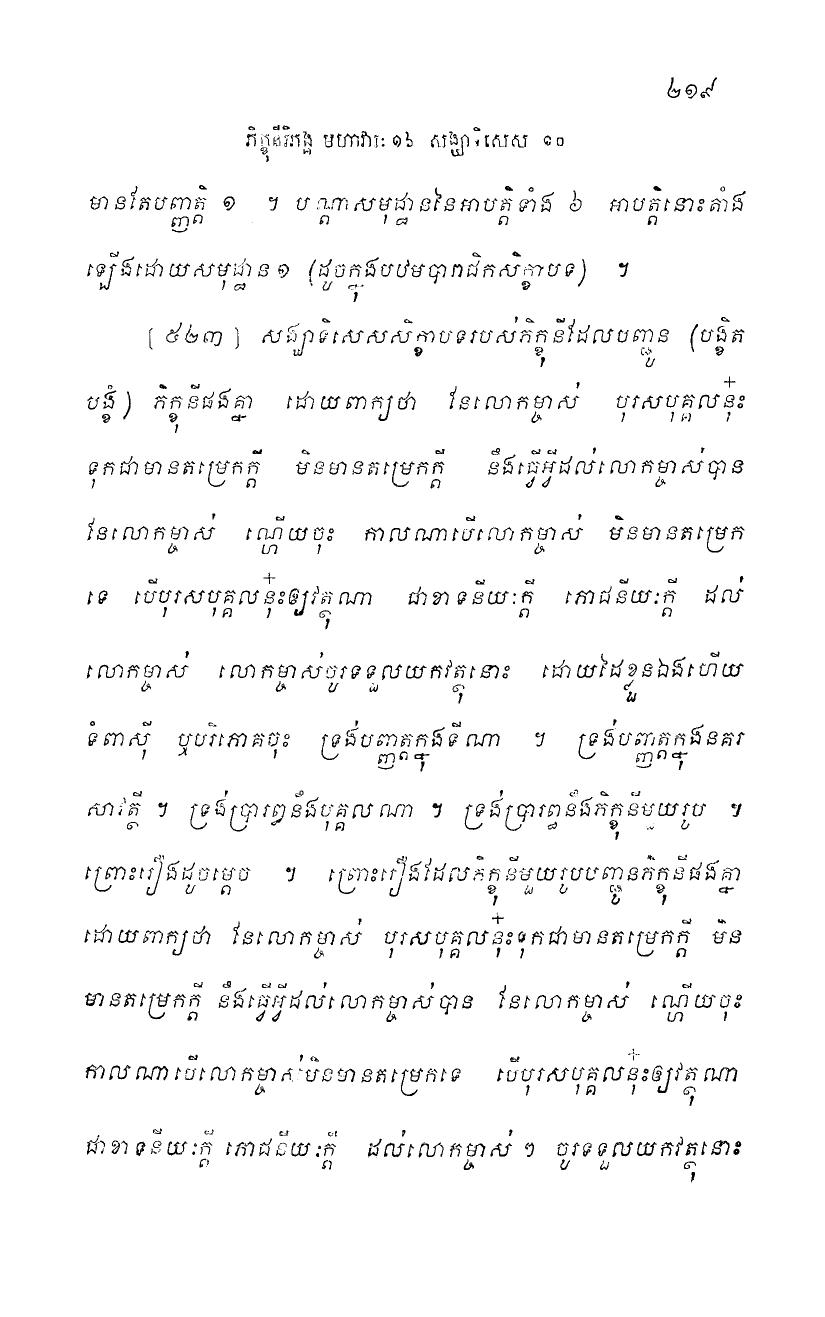 ២១៩
ភិក្ខុនីវិភង្គ មហាវារៈ ១៦ សង្ឃាទិសេស ១០
មានតែបញ្ញត្តិ ១ ។ បណ្តាសមុដ្ឋាននៃអាបត្តិទាំង ៦ អាបត្តិនោះតាំង
ឡើងដោយសមុដ្ឋាន១ (ដូចក្នុងបឋមបារាជិកសិក្ខាបទ) ។
[ ៥៤៣ ] សង្ឃាទិសេសសិក្ខាបទរបស់ភិក្ខុនីដែលបញ្ជូន (បង្ខិត
បង្ខំ) ភិក្ខុនីផងគ្នា ដោយពាក្យថា នែលោកម្ចាស់ បុរសបុគ្គលនុ៎ះ
ទុកជាមានតម្រេកក្តី មិនមានតម្រេកក្តី នឹងធ្វើអ្វីដល់លោកម្ចាស់បាន
នែលោកម្ចាស់ ណ្ហើយចុះ កាលណាបើលោកម្ចាស់ មិនមានតម្រេក
ទេ បើបុរសបុគ្គលនុ៎ះឲ្យវត្ថុណា ជាខាទនីយៈក្តី ភោជនីយៈក្តី ដល់
លោកម្ចាស់ លោកម្ចាស់ចូរទទួលយកវត្ថុនោះ ដោយដៃខ្លួនឯងហើយ
ទំពាស៊ី ឬបរិភោគចុះ ទ្រង់បញ្ញត្តក្នុងទីណា ។ ទ្រង់បញ្ញត្តក្នុងនគរ
សាវត្ថី ។ ទ្រង់ប្រារព្ធនឹងបុគ្គលណា ។ ទ្រង់ប្រារព្ធនឹងភិក្ខុនីមួយរូប ។
ព្រោះរឿងដូចម្តេច ។ ព្រោះរឿងដែលភិក្ខុនីមួយរូបបញ្ជូនភិក្ខុនីផងគ្នា
ដោយពាក្យថា នែលោកម្ចាស់ បុរសបុគ្គលនុ៎ះទុកជាមានតម្រេកក្តី មិន
មានតម្រេកក្តី នឹងធ្វើអ្វីដល់លោកម្ចាស់បាន នែលោកម្ចាស់ ណ្ហើយចុះ
កាលណាបើលោកម្ចាស់មិនមានតម្រេកទេ បើបុរសបុគ្គលនុ៎ះឲ្យវត្ថុណា
ជាខាទនីយៈក្តី ភោជនីយៈក្តី ដល់លោកម្ចាស់ ៗ ចូរទទួលយកវត្ថុនោះ